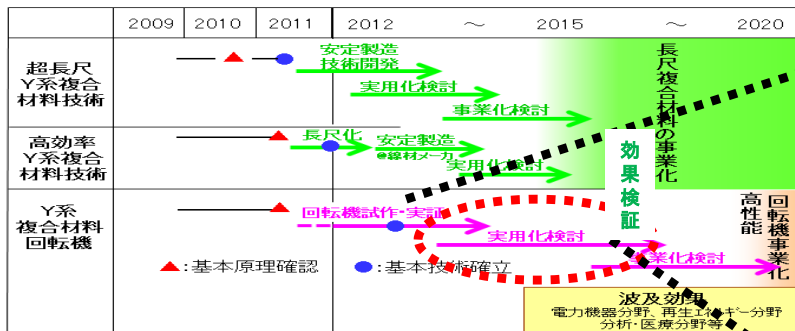 2009 2010 2011 2012 ～ 2015 ～ 2020
超長尺
Y系複合
材料技術
安定製造
技術開発
実用化検討
事業化検討
長尺複合材料の事業化
高効率
Y系複合
材料技術
長尺化
安定製造
@線材メーカ
実用化検討
効果検証
Y系
複合材料
回転機
回転機試作・実証
実用化検討
事業化検討
高性能
回転機事業化
▲:基本原理確認 ●:基本技術確立
波及効果
電力機器分野、再生エネルギー分野
分析・医療分野等